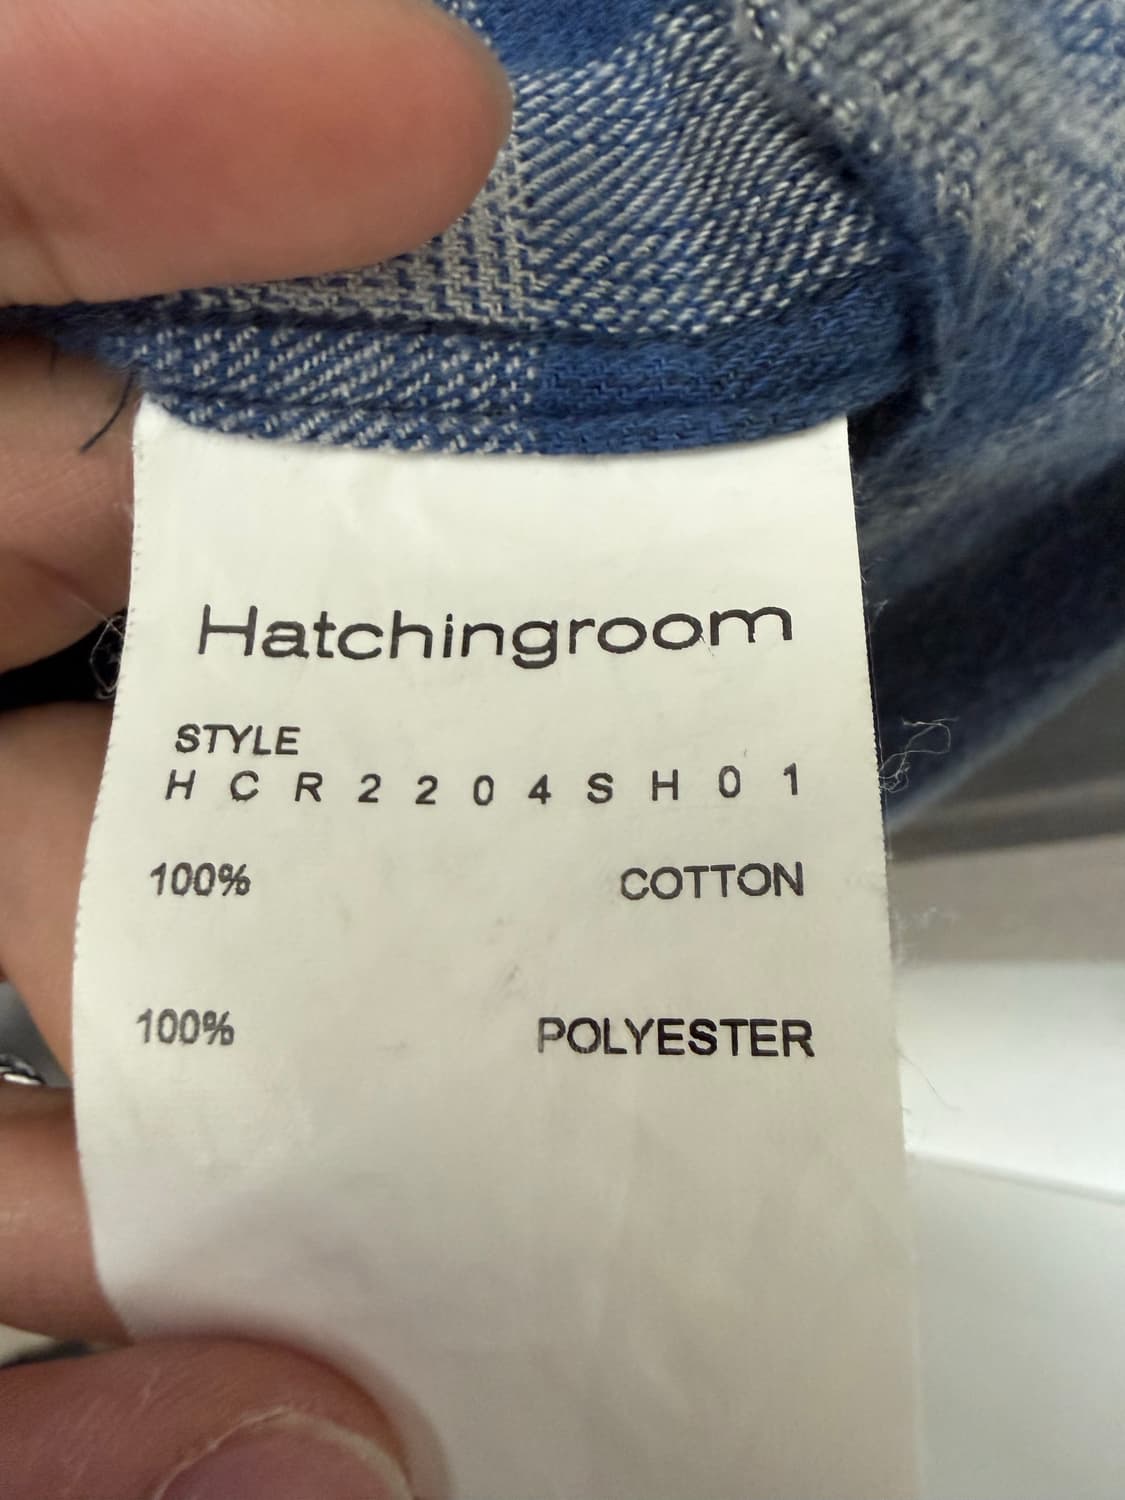 Hatchingroom
STYLE
H C R 2 2 0 4 S H 0 1
100% COTTON
100% POLYESTER